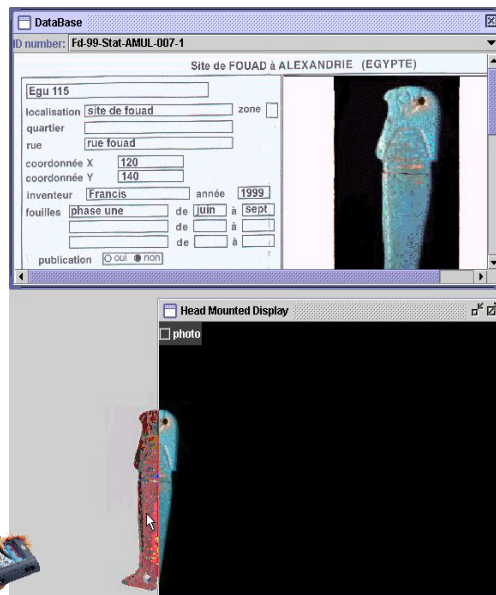 DataBase
ID number: Fd-99-Stat-AMUL-007-1
Site de FOUAD à ALEXANDRIE (EGYPTE)
Egu 115
localisation site de fouad zone
quartier
rue rue fouad
coordonnée X 120
coordonnée Y 140
inventeur Francis année 1999
fouilles phase une de juin à sept
de à
de à
publication oui non
Head Mounted Display
photo